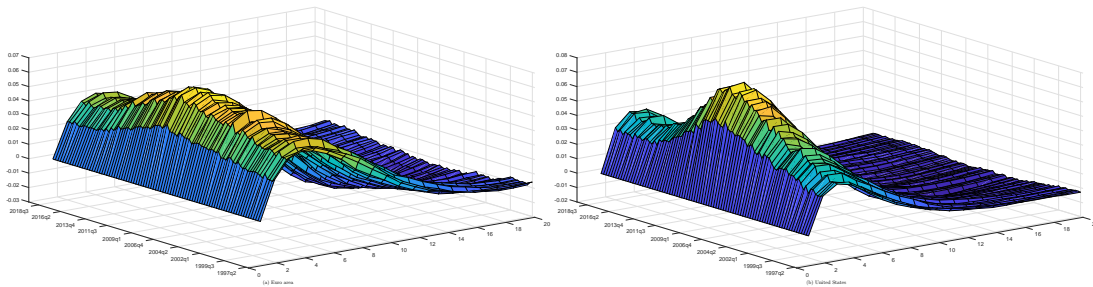 0.07
0.06
0.05
0.04
0.03
0.02
0.01
0
-0.01
-0.02
-0.03
2018q3
2016q2
2013q4
2011q3
2009q1
2006q4
2004q2
2002q1
1999q3
1997q2
0
2
4
6
8
10
12
14
16
18
20
(a) Euro area
0.08
0.07
0.06
0.05
0.04
0.03
0.02
0.01
0
-0.01
-0.02
2018q3
2016q2
2013q4
2011q3
2009q1
2006q4
2004q2
2002q1
1999q3
1997q2
0
2
4
6
8
10
12
14
16
18
(b) United States